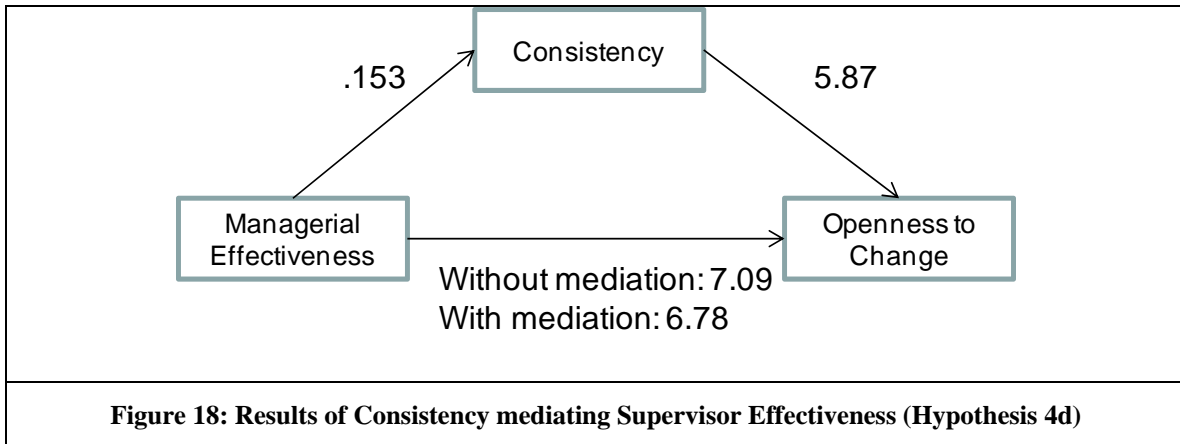 Consistency
.153
5.87
Managerial
Effectiveness
Openness to
Change
Without mediation: 7.09
With mediation: 6.78
Figure 18: Results of Consistency mediating Supervisor Effectiveness (Hypothesis 4d)